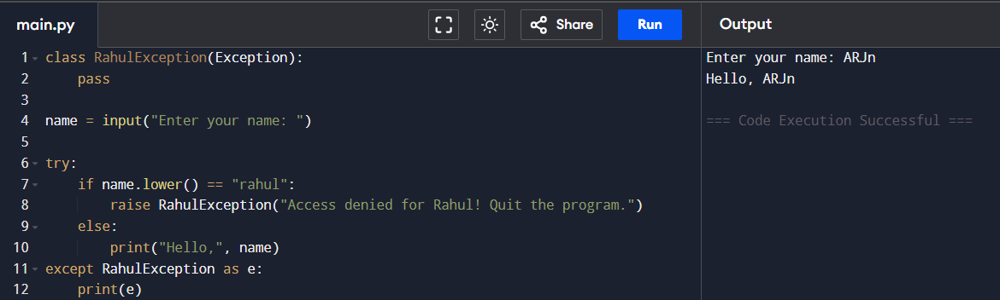 main.py Share Run Output
1 class RahulException(Exception):
2     pass
3
4 name = input("Enter your name: ")
5
6 try:
7     if name.lower() == "rahul":
8         raise RahulException("Access denied for Rahul! Quit the program.")
9     else:
10         print("Hello,", name)
11 except RahulException as e:
12     print(e)
Enter your name: ARJn
Hello, ARJn
=== Code Execution Successful ===